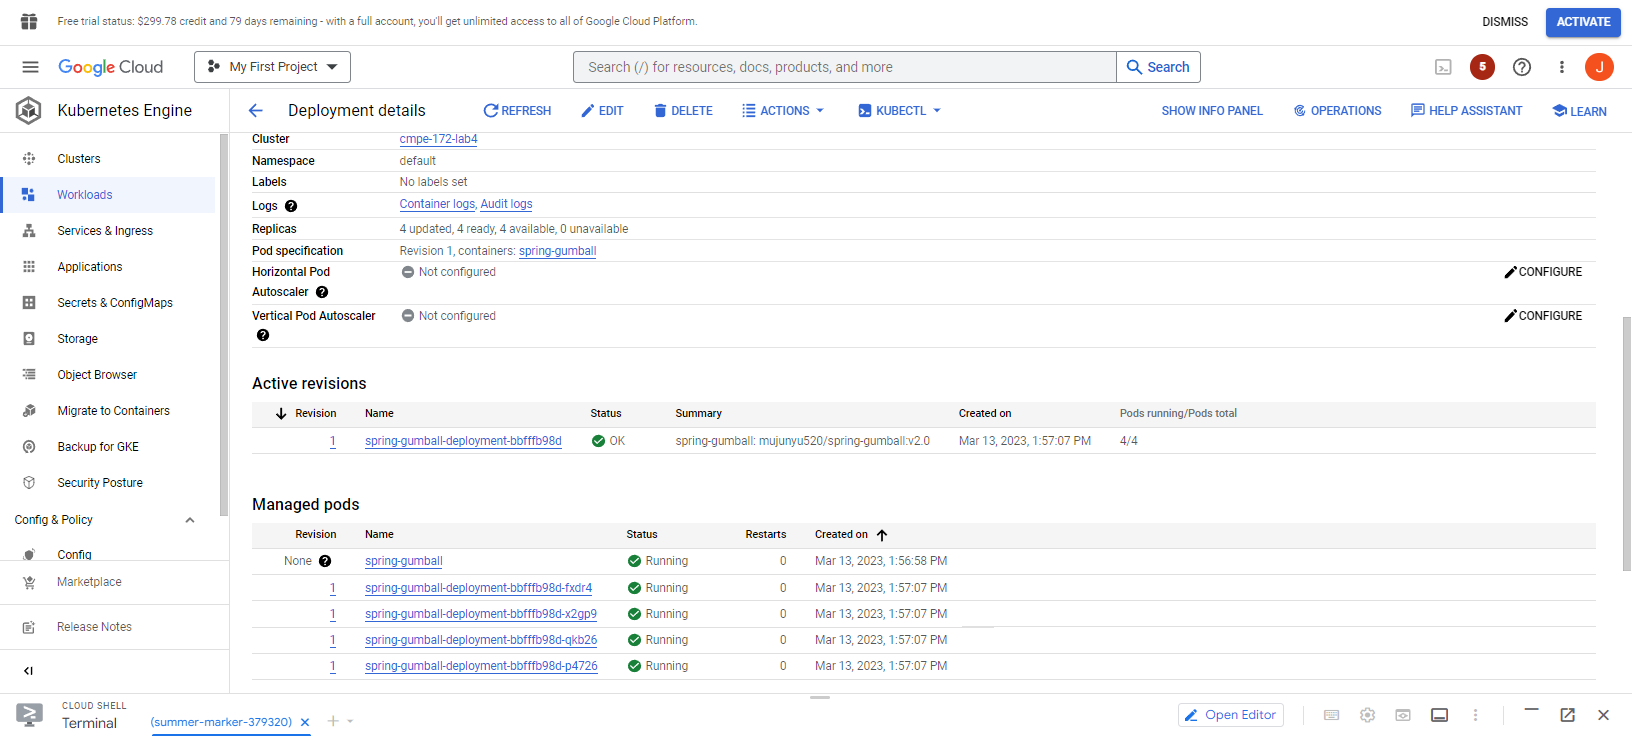 Free trial status: $299.78 credit and 79 days remaining - with a full account, you'll get unlimited access to all of Google Cloud Platform.
DISMISS
ACTIVATE
Google Cloud
My First Project
Search (/) for resources, docs, products, and more
Search
5
J
Kubernetes Engine
Deployment details
REFRESH
EDIT
DELETE
ACTIONS
KUBECTL
SHOW INFO PANEL
OPERATIONS
HELP ASSISTANT
LEARN
Clusters
Workloads
Services & Ingress
Applications
Secrets & ConfigMaps
Storage
Object Browser
Migrate to Containers
Backup for GKE
Security Posture
Config & Policy
Config
Marketplace
Release Notes
Cluster cmpe-172-lab4
Namespace default
Labels No labels set
Logs Container logs, Audit logs
Replicas 4 updated, 4 ready, 4 available, 0 unavailable
Pod specification Revision 1, containers: spring-gumball
Horizontal Pod Not configured CONFIGURE
Autoscaler
Vertical Pod Autoscaler Not configured CONFIGURE
Active revisions
Revision Name Status Summary Created on Pods running/Pods total
1 spring-gumball-deployment-bbfffb98d OK spring-gumball: mujunyu520/spring-gumball:v2.0 Mar 13, 2023, 1:57:07 PM 4/4
Managed pods
Revision Name Status Restarts Created on
None spring-gumball Running 0 Mar 13, 2023, 1:56:58 PM
1 spring-gumball-deployment-bbfffb98d-fxdr4 Running 0 Mar 13, 2023, 1:57:07 PM
1 spring-gumball-deployment-bbfffb98d-x2gp9 Running 0 Mar 13, 2023, 1:57:07 PM
1 spring-gumball-deployment-bbfffb98d-qkb26 Running 0 Mar 13, 2023, 1:57:07 PM
1 spring-gumball-deployment-bbfffb98d-p4726 Running 0 Mar 13, 2023, 1:57:07 PM
CLOUD SHELL
Terminal
(summer-marker-379320)
Open Editor